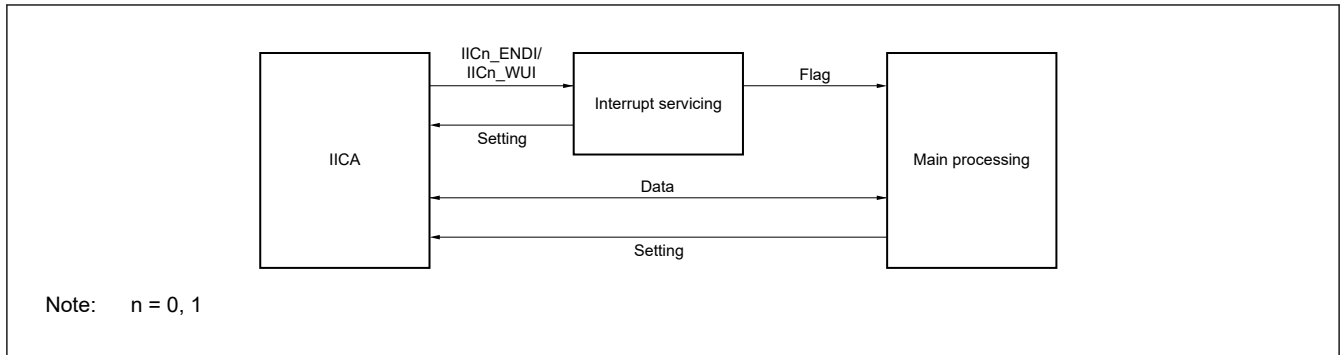 IICn_ENDI/
IICn_WUI
Flag
Interrupt servicing
Setting
IICA
Main processing
Data
Setting
Note: n = 0, 1